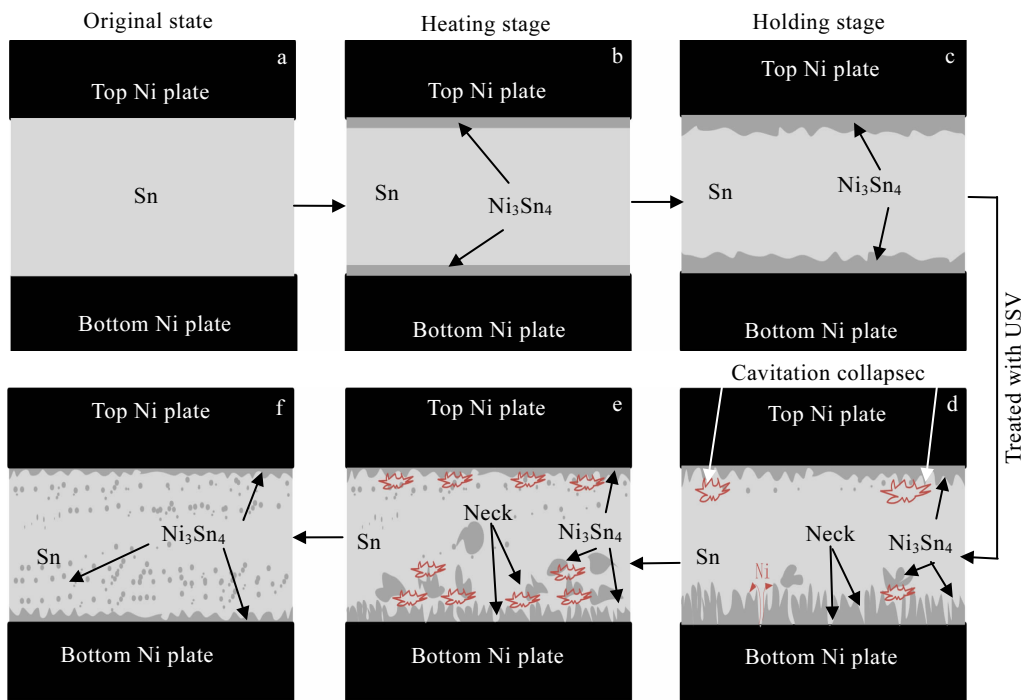 Original state
Heating stage
Holding stage
a
Top Ni plate
Sn
Bottom Ni plate
b
Top Ni plate
Sn
Ni₃Sn₄
Bottom Ni plate
c
Top Ni plate
Sn
Ni₃Sn₄
Bottom Ni plate
Treated with USV
Cavitation collapsec
f
Top Ni plate
Ni₃Sn₄
Sn
Bottom Ni plate
e
Top Ni plate
Neck
Ni₃Sn₄
Sn
Bottom Ni plate
d
Top Ni plate
Neck
Ni₃Sn₄
Sn
Ni
Bottom Ni plate